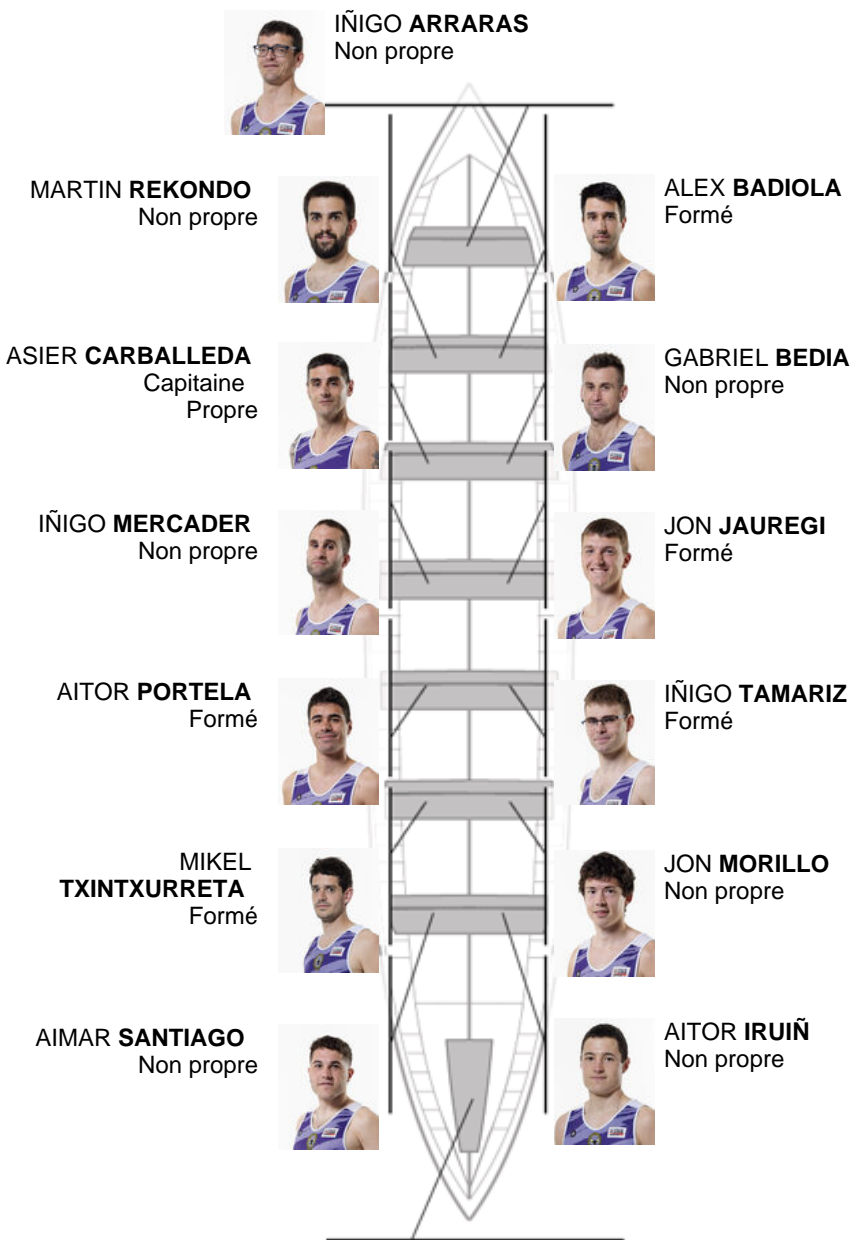 IÑIGO ARRARAS
Non propre
MARTIN REKONDO
Non propre
ALEX BADIOLA
Formé
ASIER CARBALLEDA
Capitaine
Propre
GABRIEL BEDIA
Non propre
IÑIGO MERCADER
Non propre
JON JAUREGI
Formé
AITOR PORTELA
Formé
IÑIGO TAMARIZ
Formé
MIKEL
TXINTXURRETA
Formé
JON MORILLO
Non propre
AIMAR SANTIAGO
Non propre
AITOR IRUIÑ
Non propre